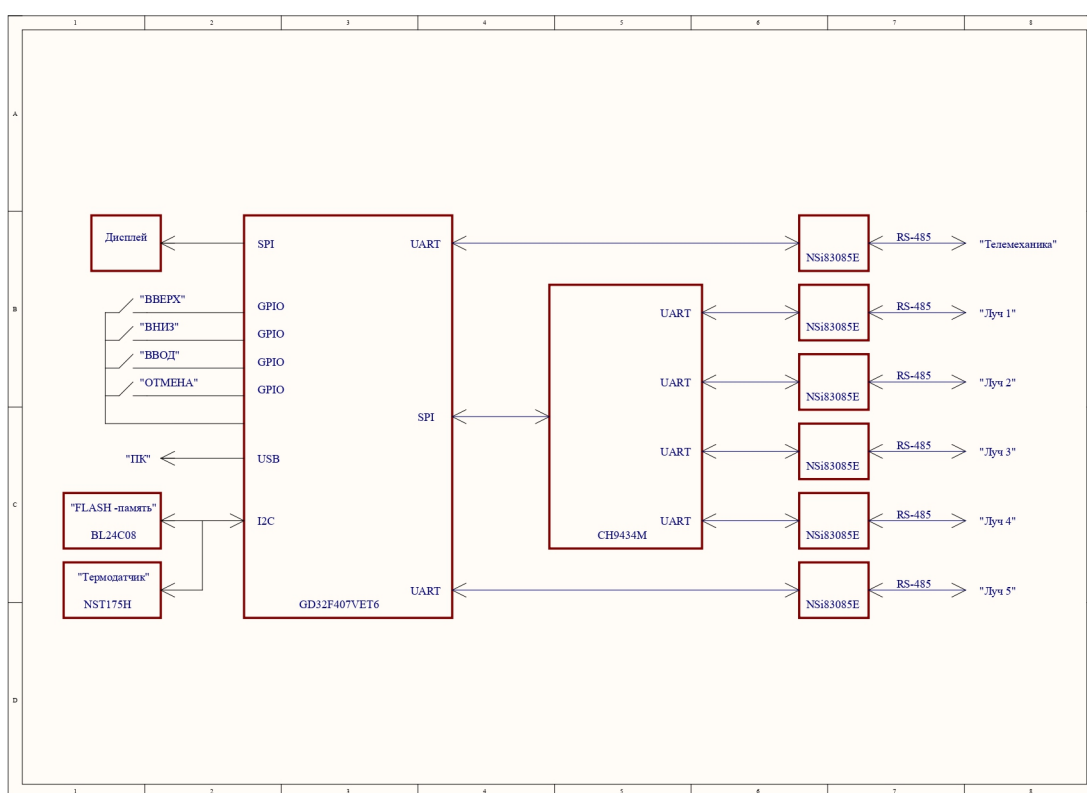 1 2 3 4 5 6 7 8
A
B
C
D
Дисплей
SPI
UART
NSi83085E
RS-485
"Телемеханика"
"ВВЕРХ"
GPIO
"ВНИЗ"
GPIO
"ВВОД"
GPIO
"ОТМЕНА"
GPIO
"ПК"
USB
"FLASH -память"
BL24C08
I2C
"Термодатчик"
NST175H
SPI
UART
GD32F407VET6
UART
NSi83085E
RS-485
"Луч 1"
UART
NSi83085E
RS-485
"Луч 2"
UART
NSi83085E
RS-485
"Луч 3"
UART
NSi83085E
RS-485
"Луч 4"
CH9434M
NSi83085E
RS-485
"Луч 5"
1 2 3 4 5 6 7 8